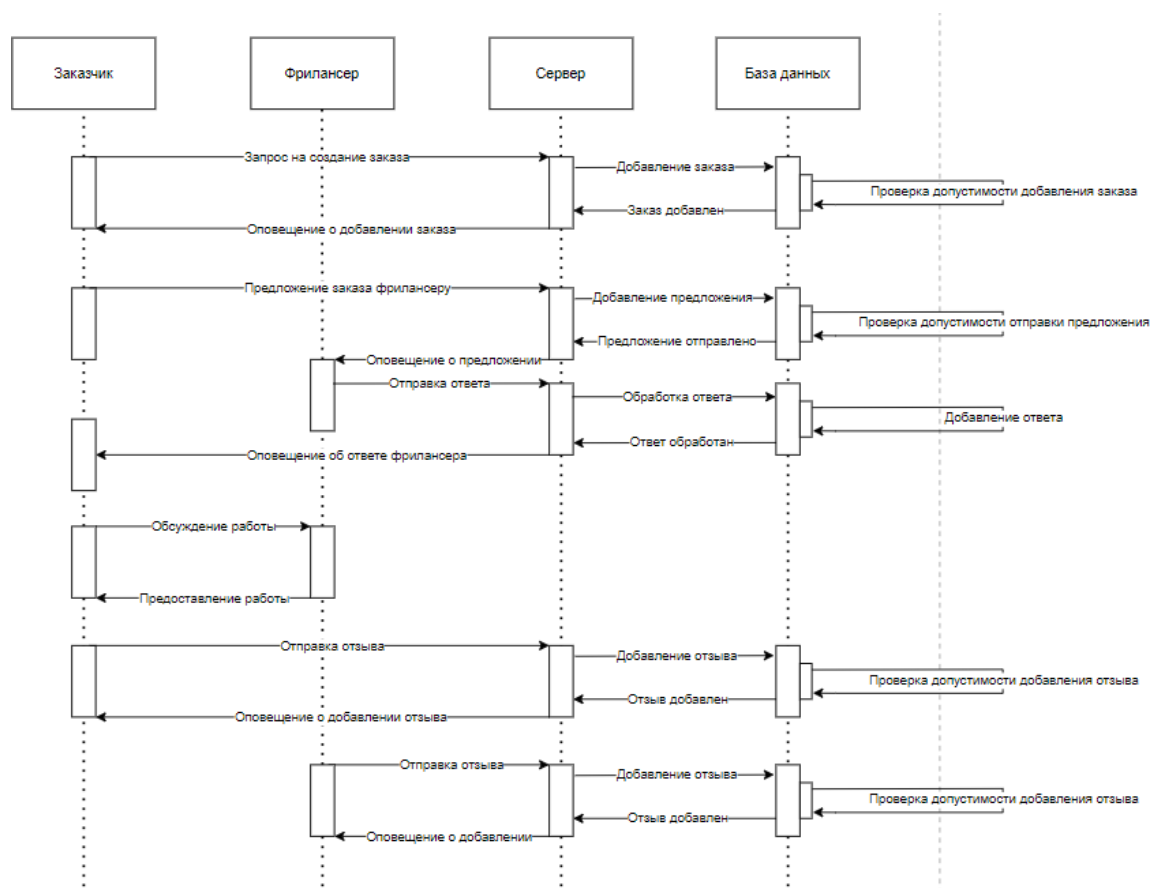 Заказчик
Фрилансер
Сервер
База данных
Запрос на создание заказа
Добавление заказа
Проверка допустимости добавления заказа
Заказ добавлен
Оповещение о добавлении заказа
Предложение заказа фрилансеру
Добавление предложения
Проверка допустимости отправки предложения
Предложение отправлено
Оповещение о предложении
Отправка ответа
Обработка ответа
Добавление ответа
Ответ обработан
Оповещение об ответе фрилансера
Обсуждение работы
Предоставление работы
Отправка отзыва
Добавление отзыва
Проверка допустимости добавления отзыва
Отзыв добавлен
Оповещение о добавлении отзыва
Отправка отзыва
Добавление отзыва
Проверка допустимости добавления отзыва
Отзыв добавлен
Оповещение о добавлении